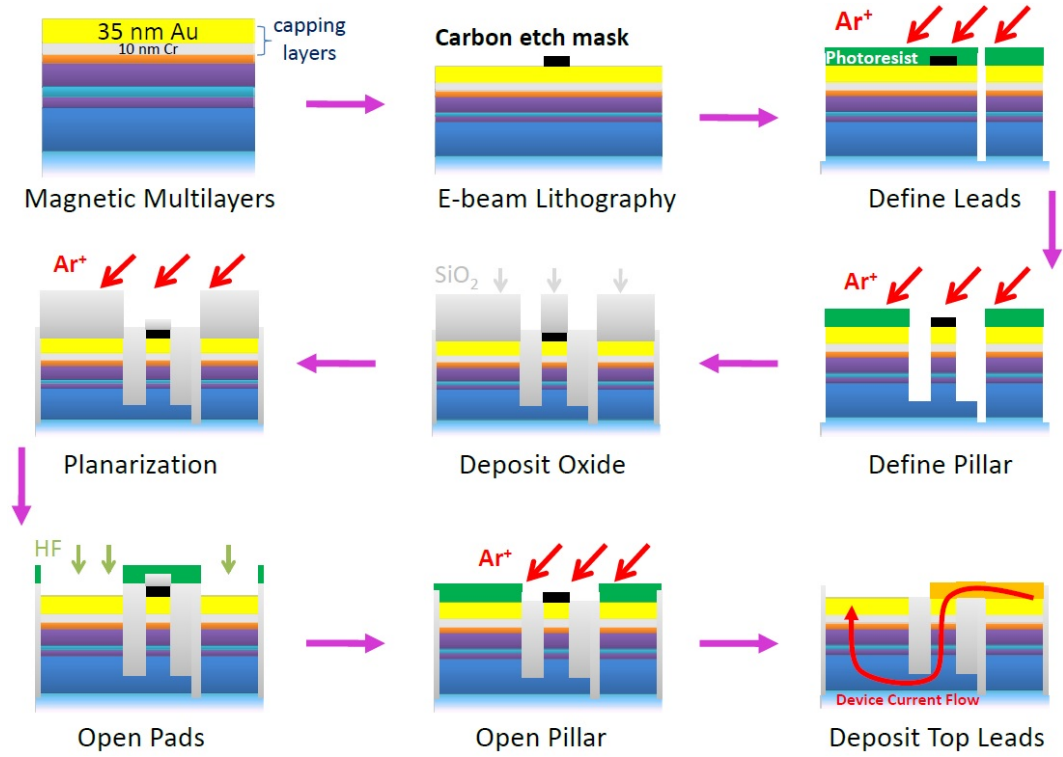 35 nm Au
10 nm Cr
capping
layers
Magnetic Multilayers
Carbon etch mask
E-beam Lithography
Ar⁺
Photoresist
Define Leads
Ar⁺
Planarization
SiO₂
Deposit Oxide
Ar⁺
Define Pillar
HF
Open Pads
Ar⁺
Open Pillar
Device Current Flow
Deposit Top Leads